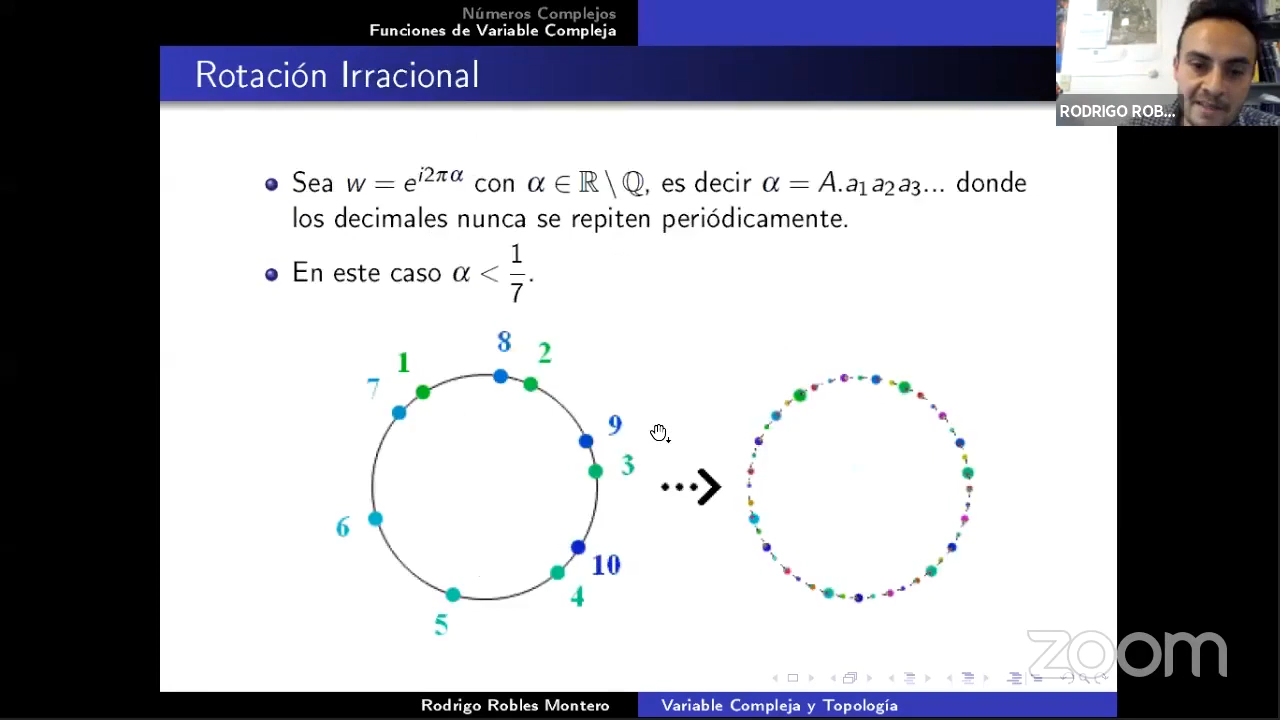 Números Complejos
Funciones de Variable Compleja
Rotación Irracional
RODRIGO ROB...
Sea w = e^{i2πα} con α ∈ ℝ \ ℚ, es decir α = A.a₁a₂a₃... donde
los decimales nunca se repiten periódicamente.
En este caso α < 1/7.
8
2
1
7
9
3
6
10
4
5
zoom
Rodrigo Robles Montero
Variable Compleja y Topología